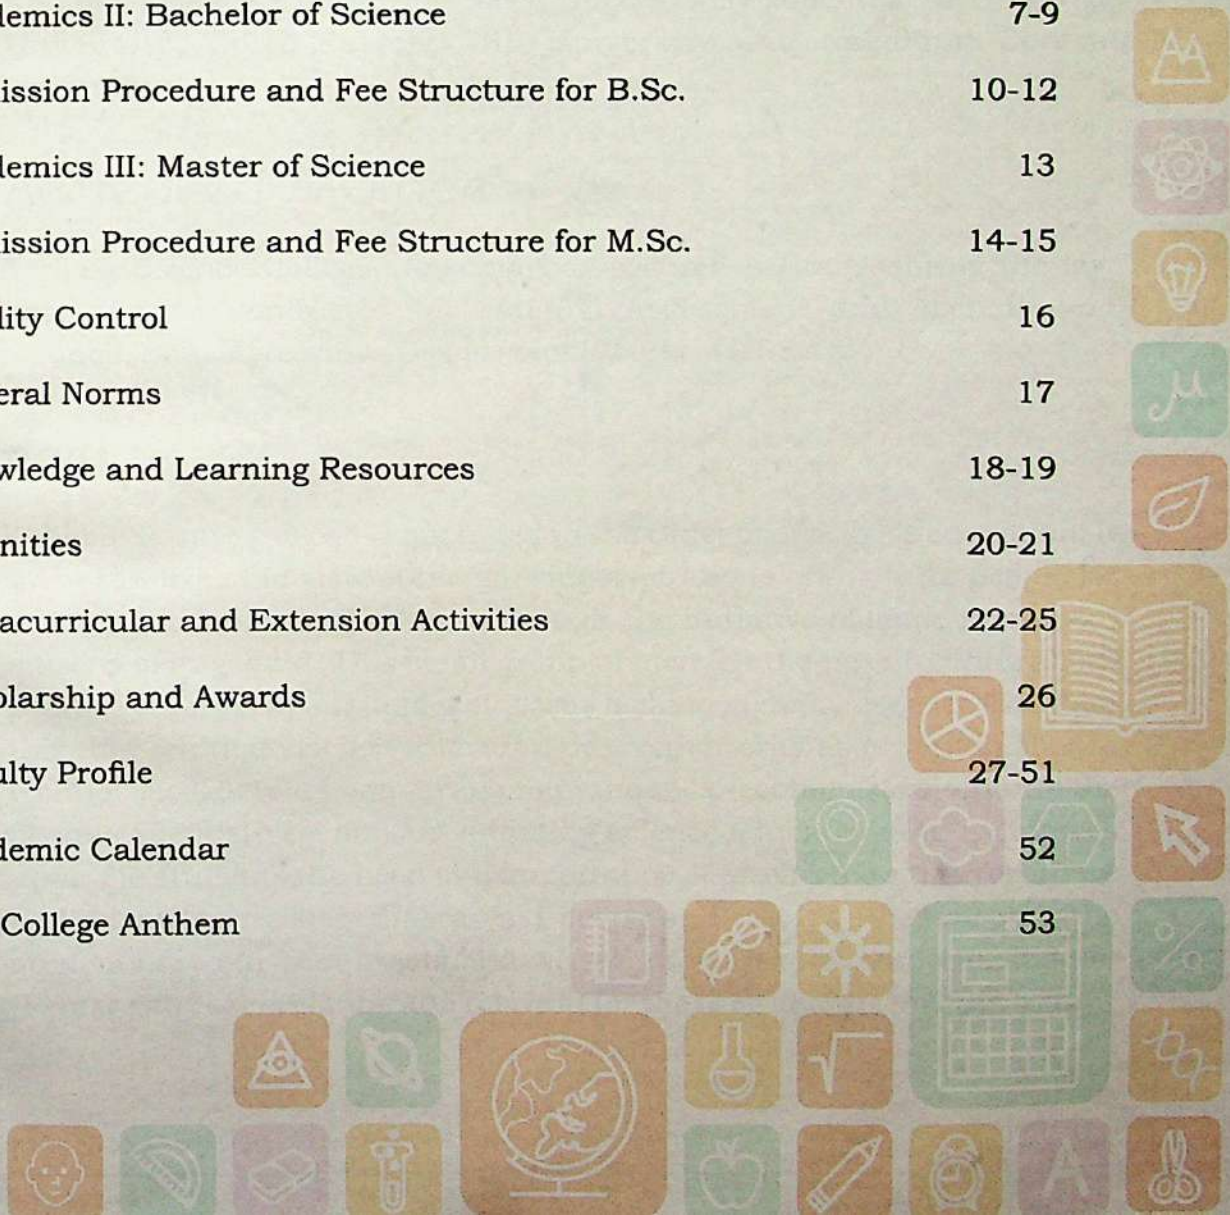 lemics II: Bachelor of Science 7-9
ission Procedure and Fee Structure for B.Sc. 10-12
lemics III: Master of Science 13
ission Procedure and Fee Structure for M.Sc. 14-15
lity Control 16
eral Norms 17
wledge and Learning Resources 18-19
nities 20-21
acurricular and Extension Activities 22-25
olarship and Awards 26
ulty Profile 27-51
lemic Calendar 52
College Anthem 53